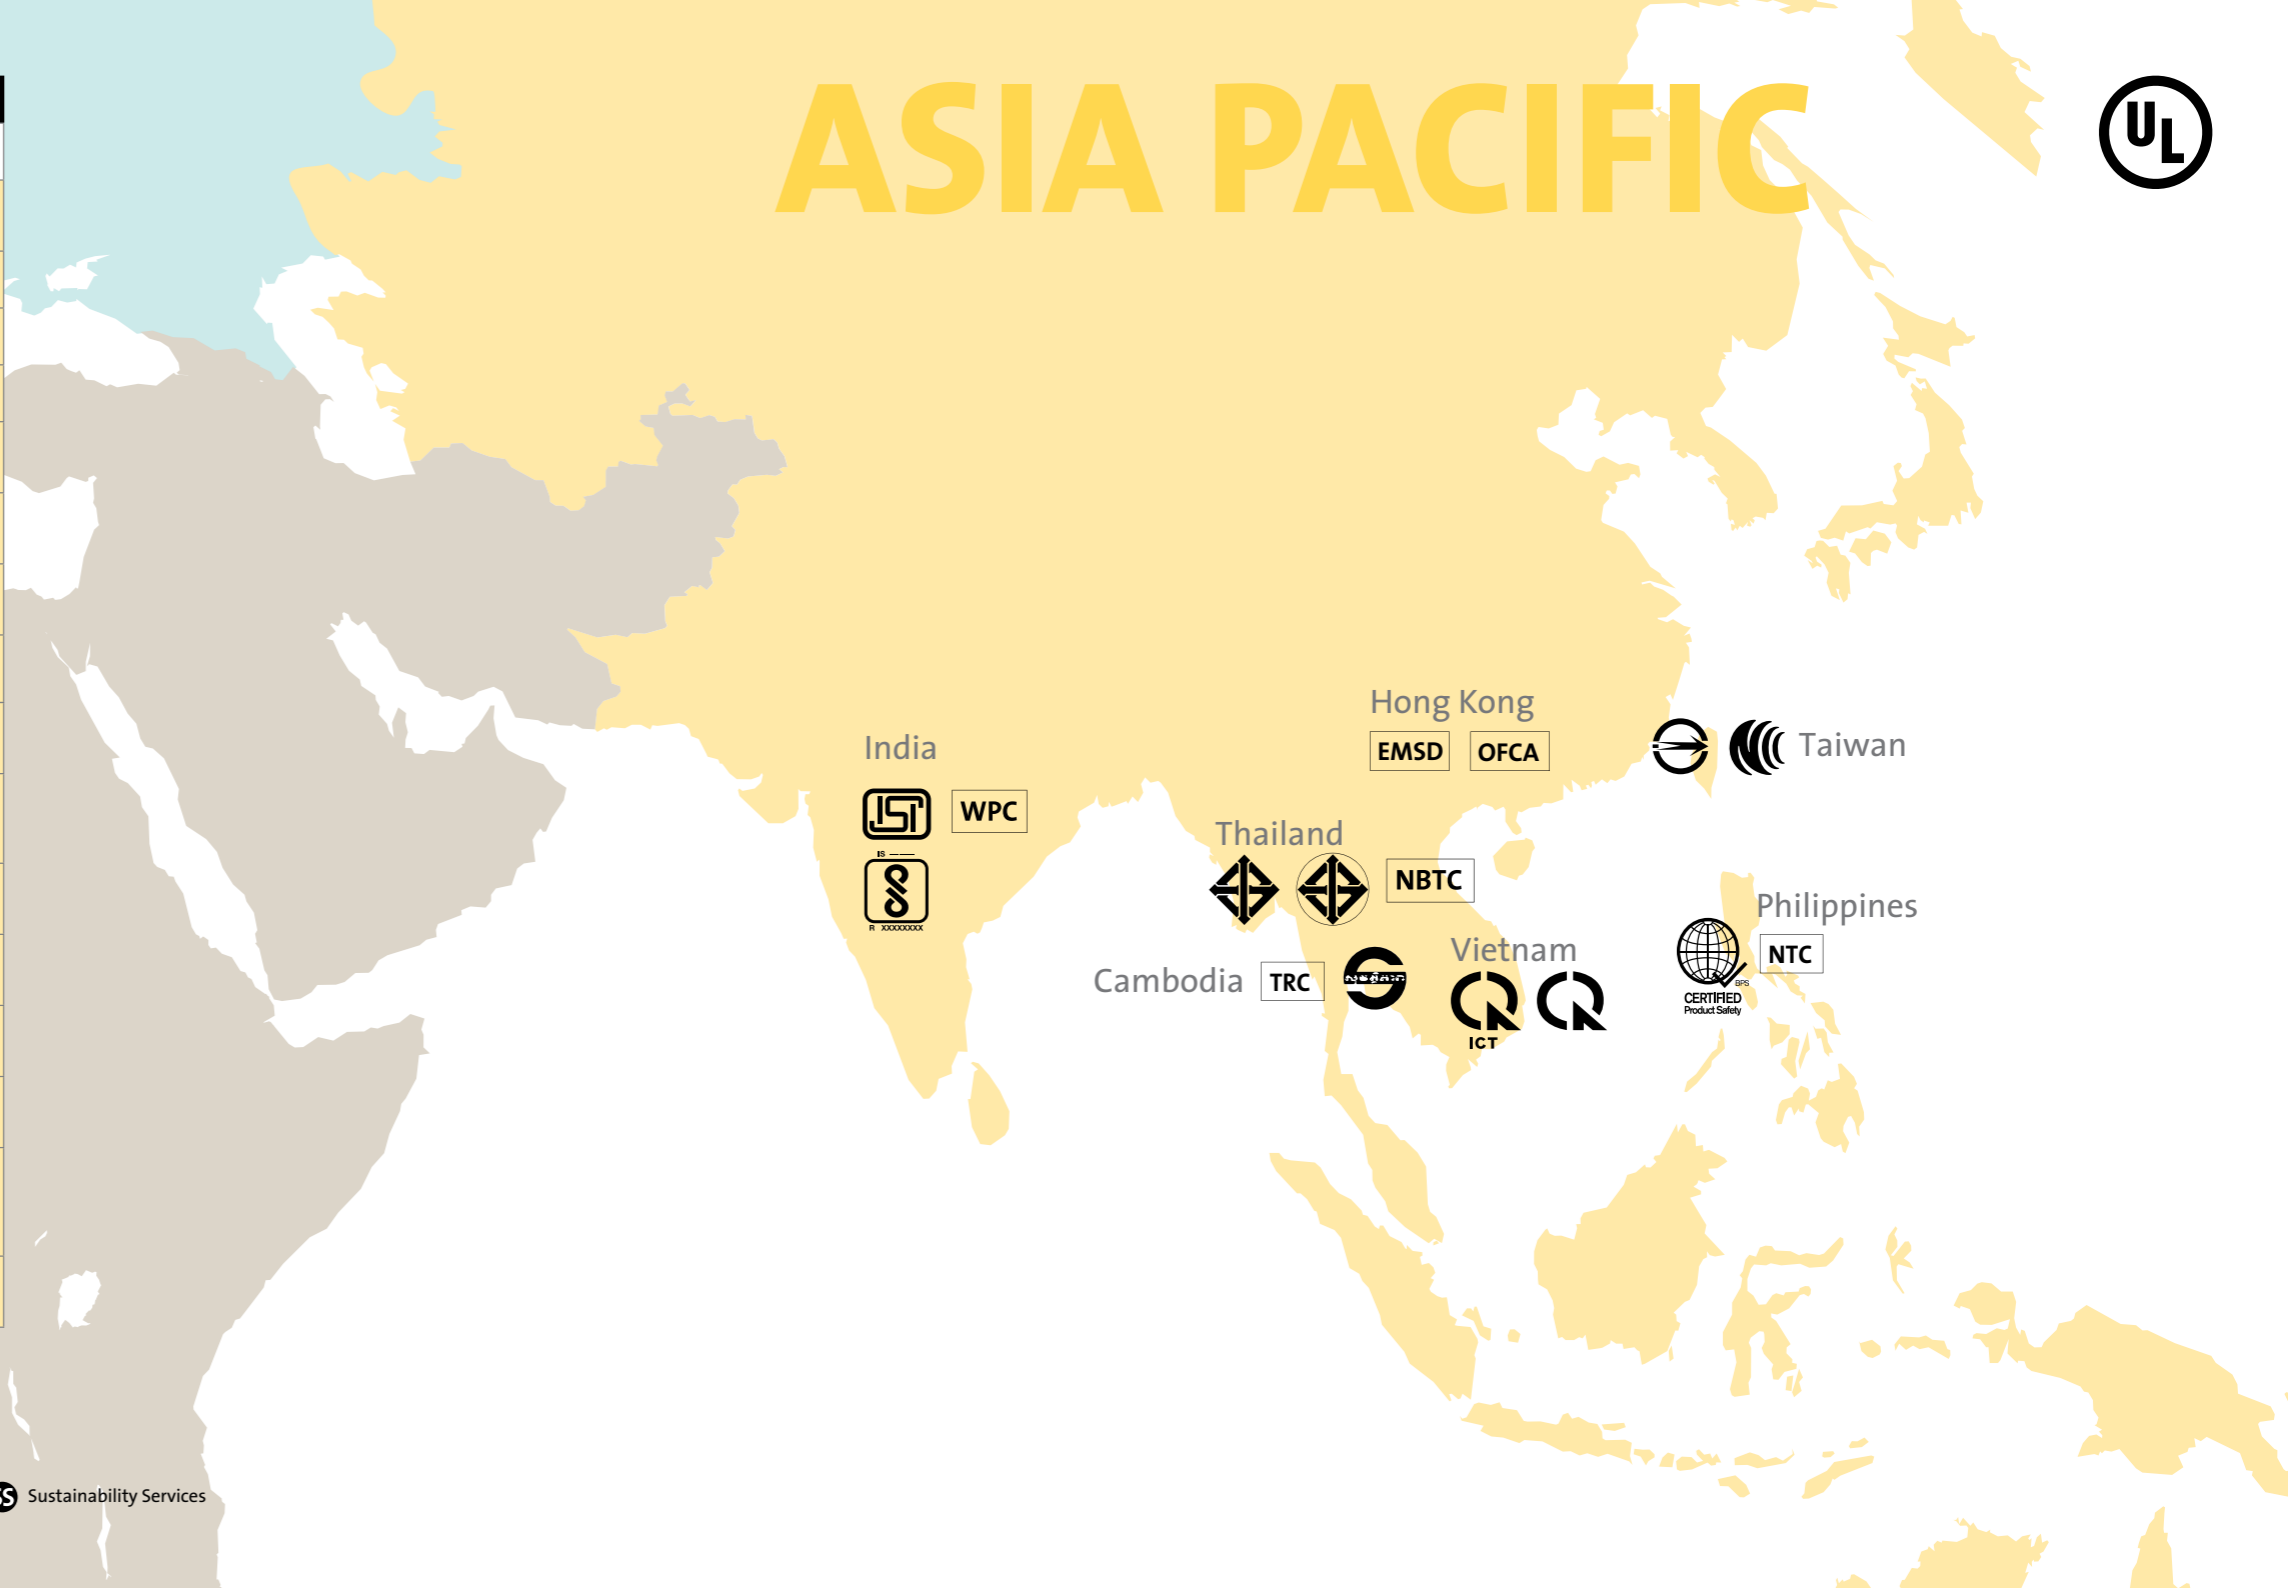 ASIA PACIFIC
UL
Hong Kong
EMSD OFCA
Taiwan
India
WPC
IS
R XXXXXXXX
Thailand
NBTC
Philippines
NTC
BPS
CERTIFIED
Product Safety
Cambodia TRC
Vietnam
ICT
Sustainability Services